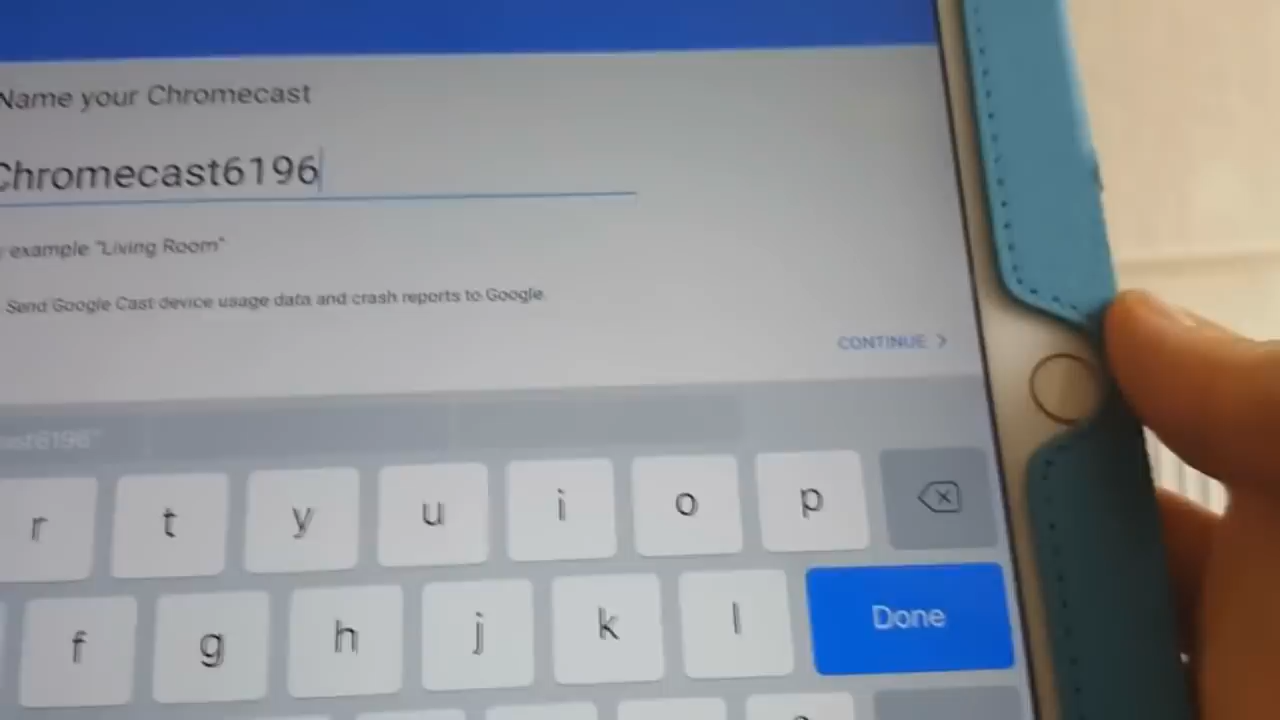 Name your Chromecast
Chromecast6196
example "Living Room"
Send Google Cast device usage data and crash reports to Google.
CONTINUE >
r t y u i o p
f g h j k l Done